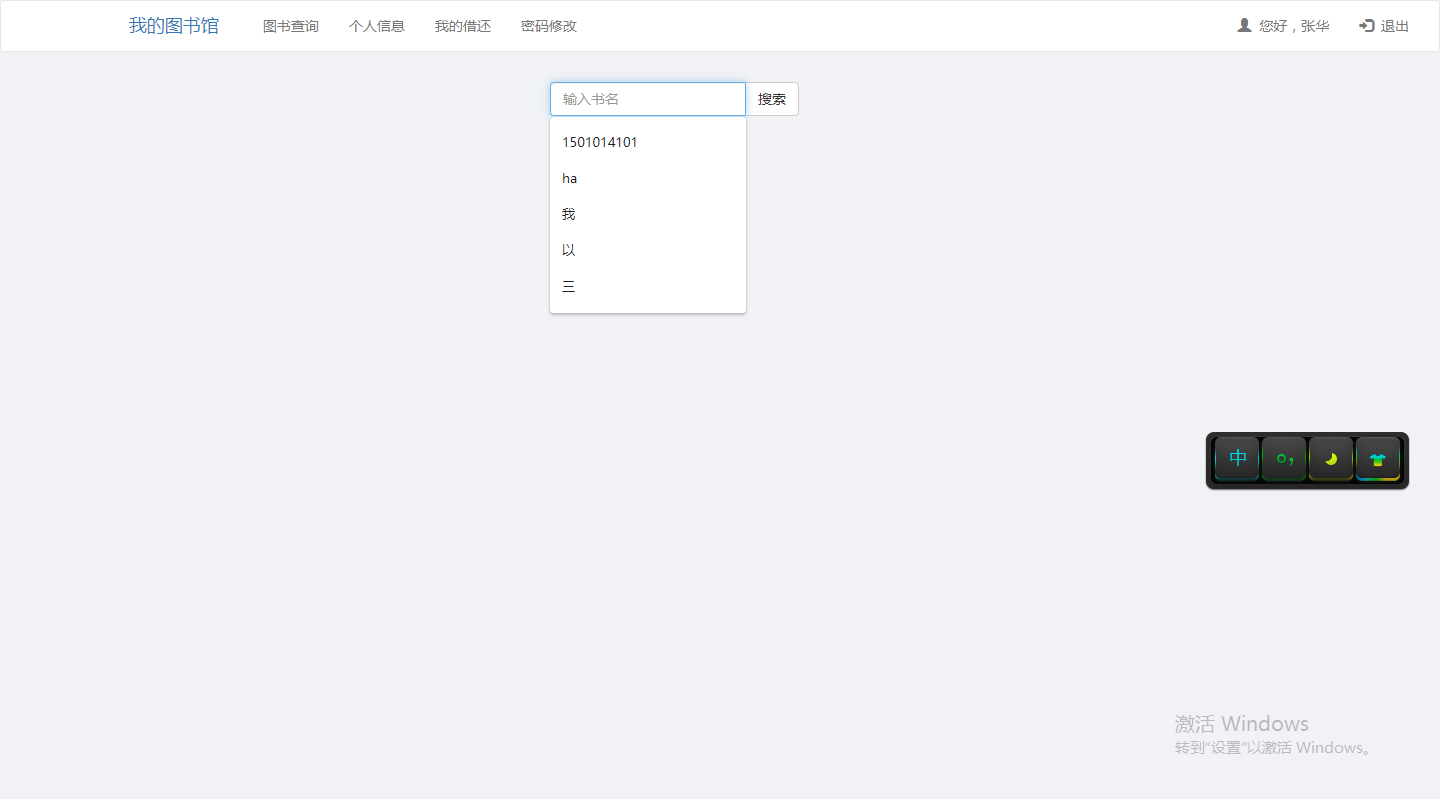 我的图书馆 图书查询 个人信息 我的借还 密码修改 您好，张华 退出
输入书名 搜索
1501014101
ha
我
以
三
中
激活 Windows
转到"设置"以激活 Windows。